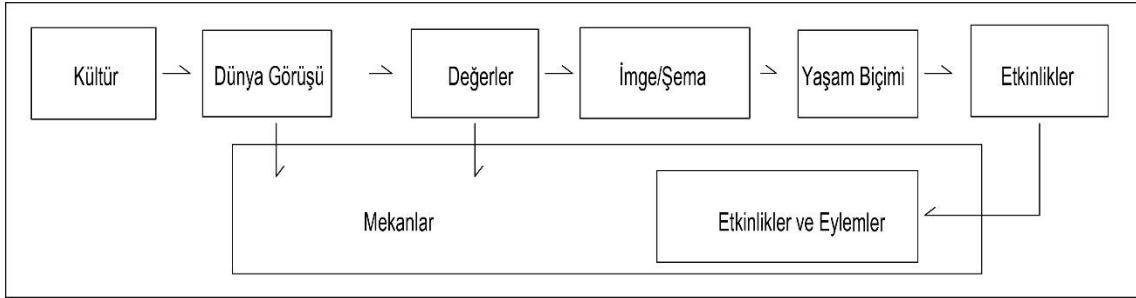 Kültür
Dünya Görüşü
Değerler
İmge/Şema
Yaşam Biçimi
Etkinlikler
Mekanlar
Etkinlikler ve Eylemler